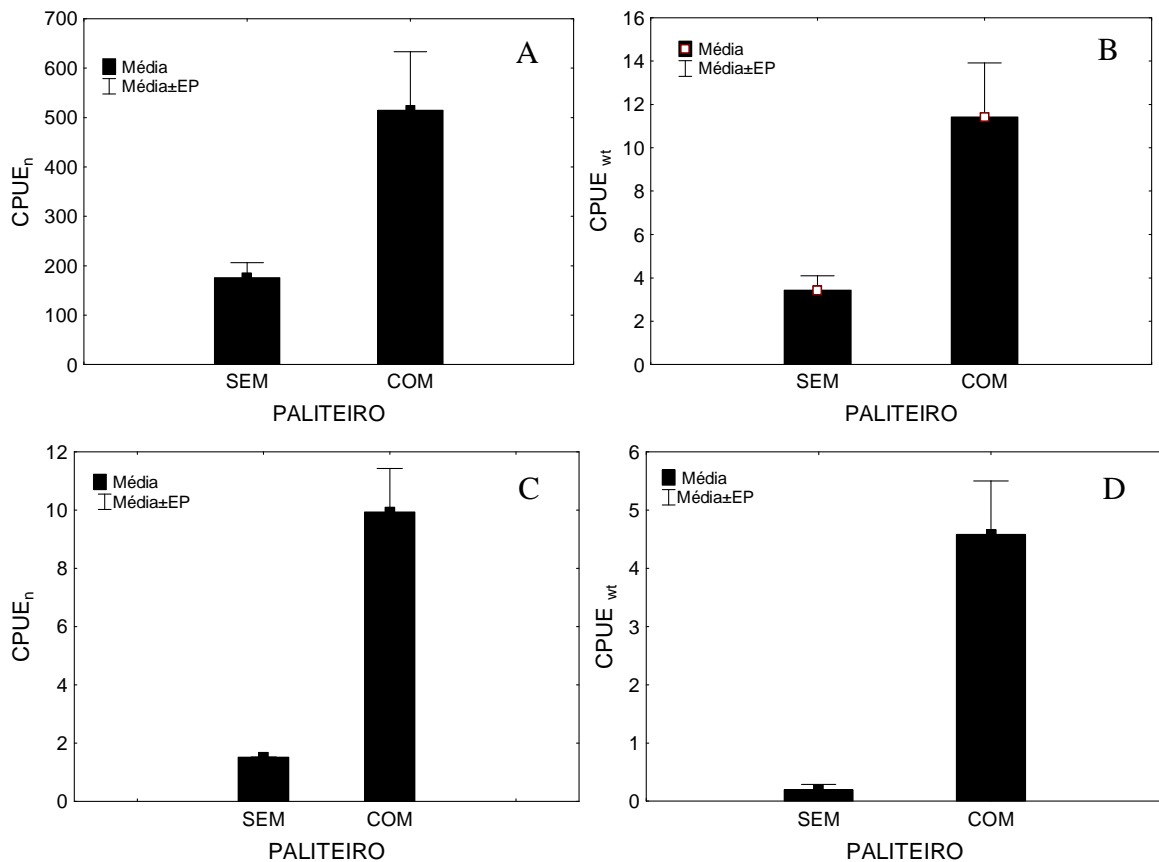 A
Média
Média±EP
700
600
500
400
300
200
100
0
CPUEn
SEM COM
PALITEIRO
B
Média
Média±EP
16
14
12
10
8
6
4
2
0
CPUE wt
SEM COM
PALITEIRO
C
Média
Média±EP
12
10
8
6
4
2
0
CPUEn
SEM COM
PALITEIRO
D
Média
Média±EP
6
5
4
3
2
1
0
CPUE wt
SEM COM
PALITEIRO